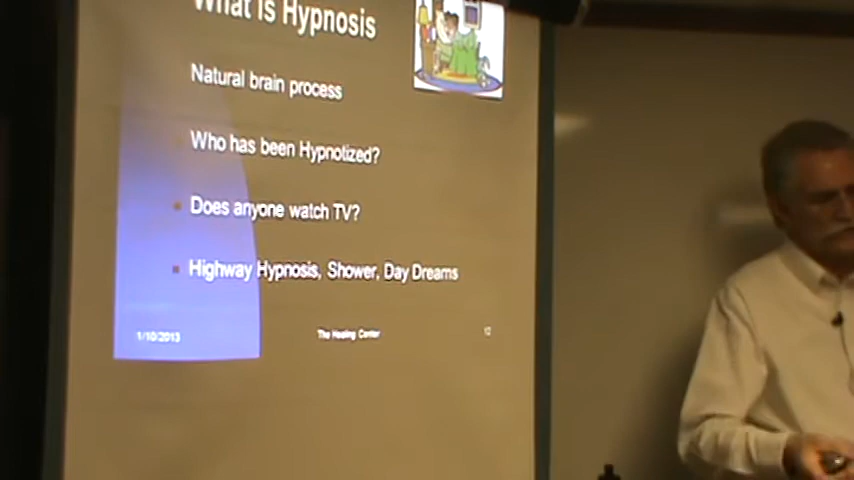 What is Hypnosis
Natural brain process
Who has been Hypnotized?
Does anyone watch TV?
Highway Hypnosis, Shower, Day Dreams
1/10/2013
The Healing Center
12